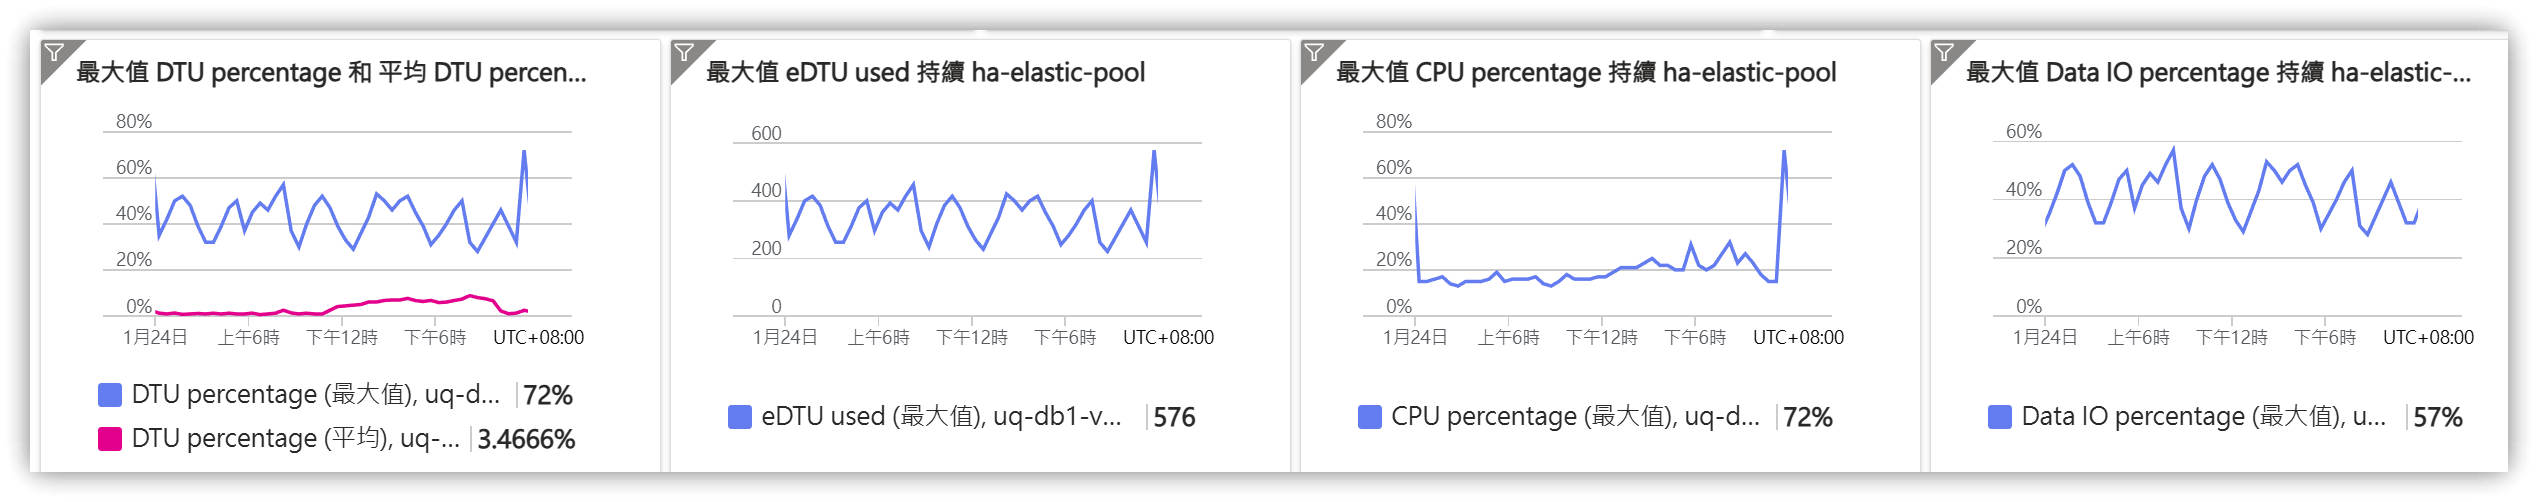 最大值 DTU percentage 和 平均 DTU percen...
80%
60%
40%
20%
0%
1月24日 上午6時 下午12時 下午6時 UTC+08:00
DTU percentage (最大值), uq-d... 72%
DTU percentage (平均), uq-... 3.4666%
最大值 eDTU used 持續 ha-elastic-pool
600
400
200
0
1月24日 上午6時 下午12時 下午6時 UTC+08:00
eDTU used (最大值), uq-db1-v... 576
最大值 CPU percentage 持續 ha-elastic-pool
80%
60%
40%
20%
0%
1月24日 上午6時 下午12時 下午6時 UTC+08:00
CPU percentage (最大值), uq-d... 72%
最大值 Data IO percentage 持續 ha-elastic-...
60%
40%
20%
0%
1月24日 上午6時 下午12時 下午6時 UTC+08:00
Data IO percentage (最大值), u... 57%